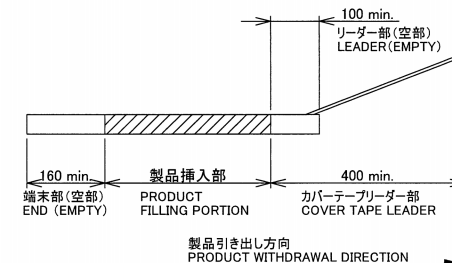 100 min.
リーダー部(空部)
LEADER(EMPTY)
160 min. 製品挿入部 400 min.
端末部(空部) PRODUCT カバーテープリーダー部
END (EMPTY) FILLING PORTION COVER TAPE LEADER
製品引き出し方向
PRODUCT WITHDRAWAL DIRECTION